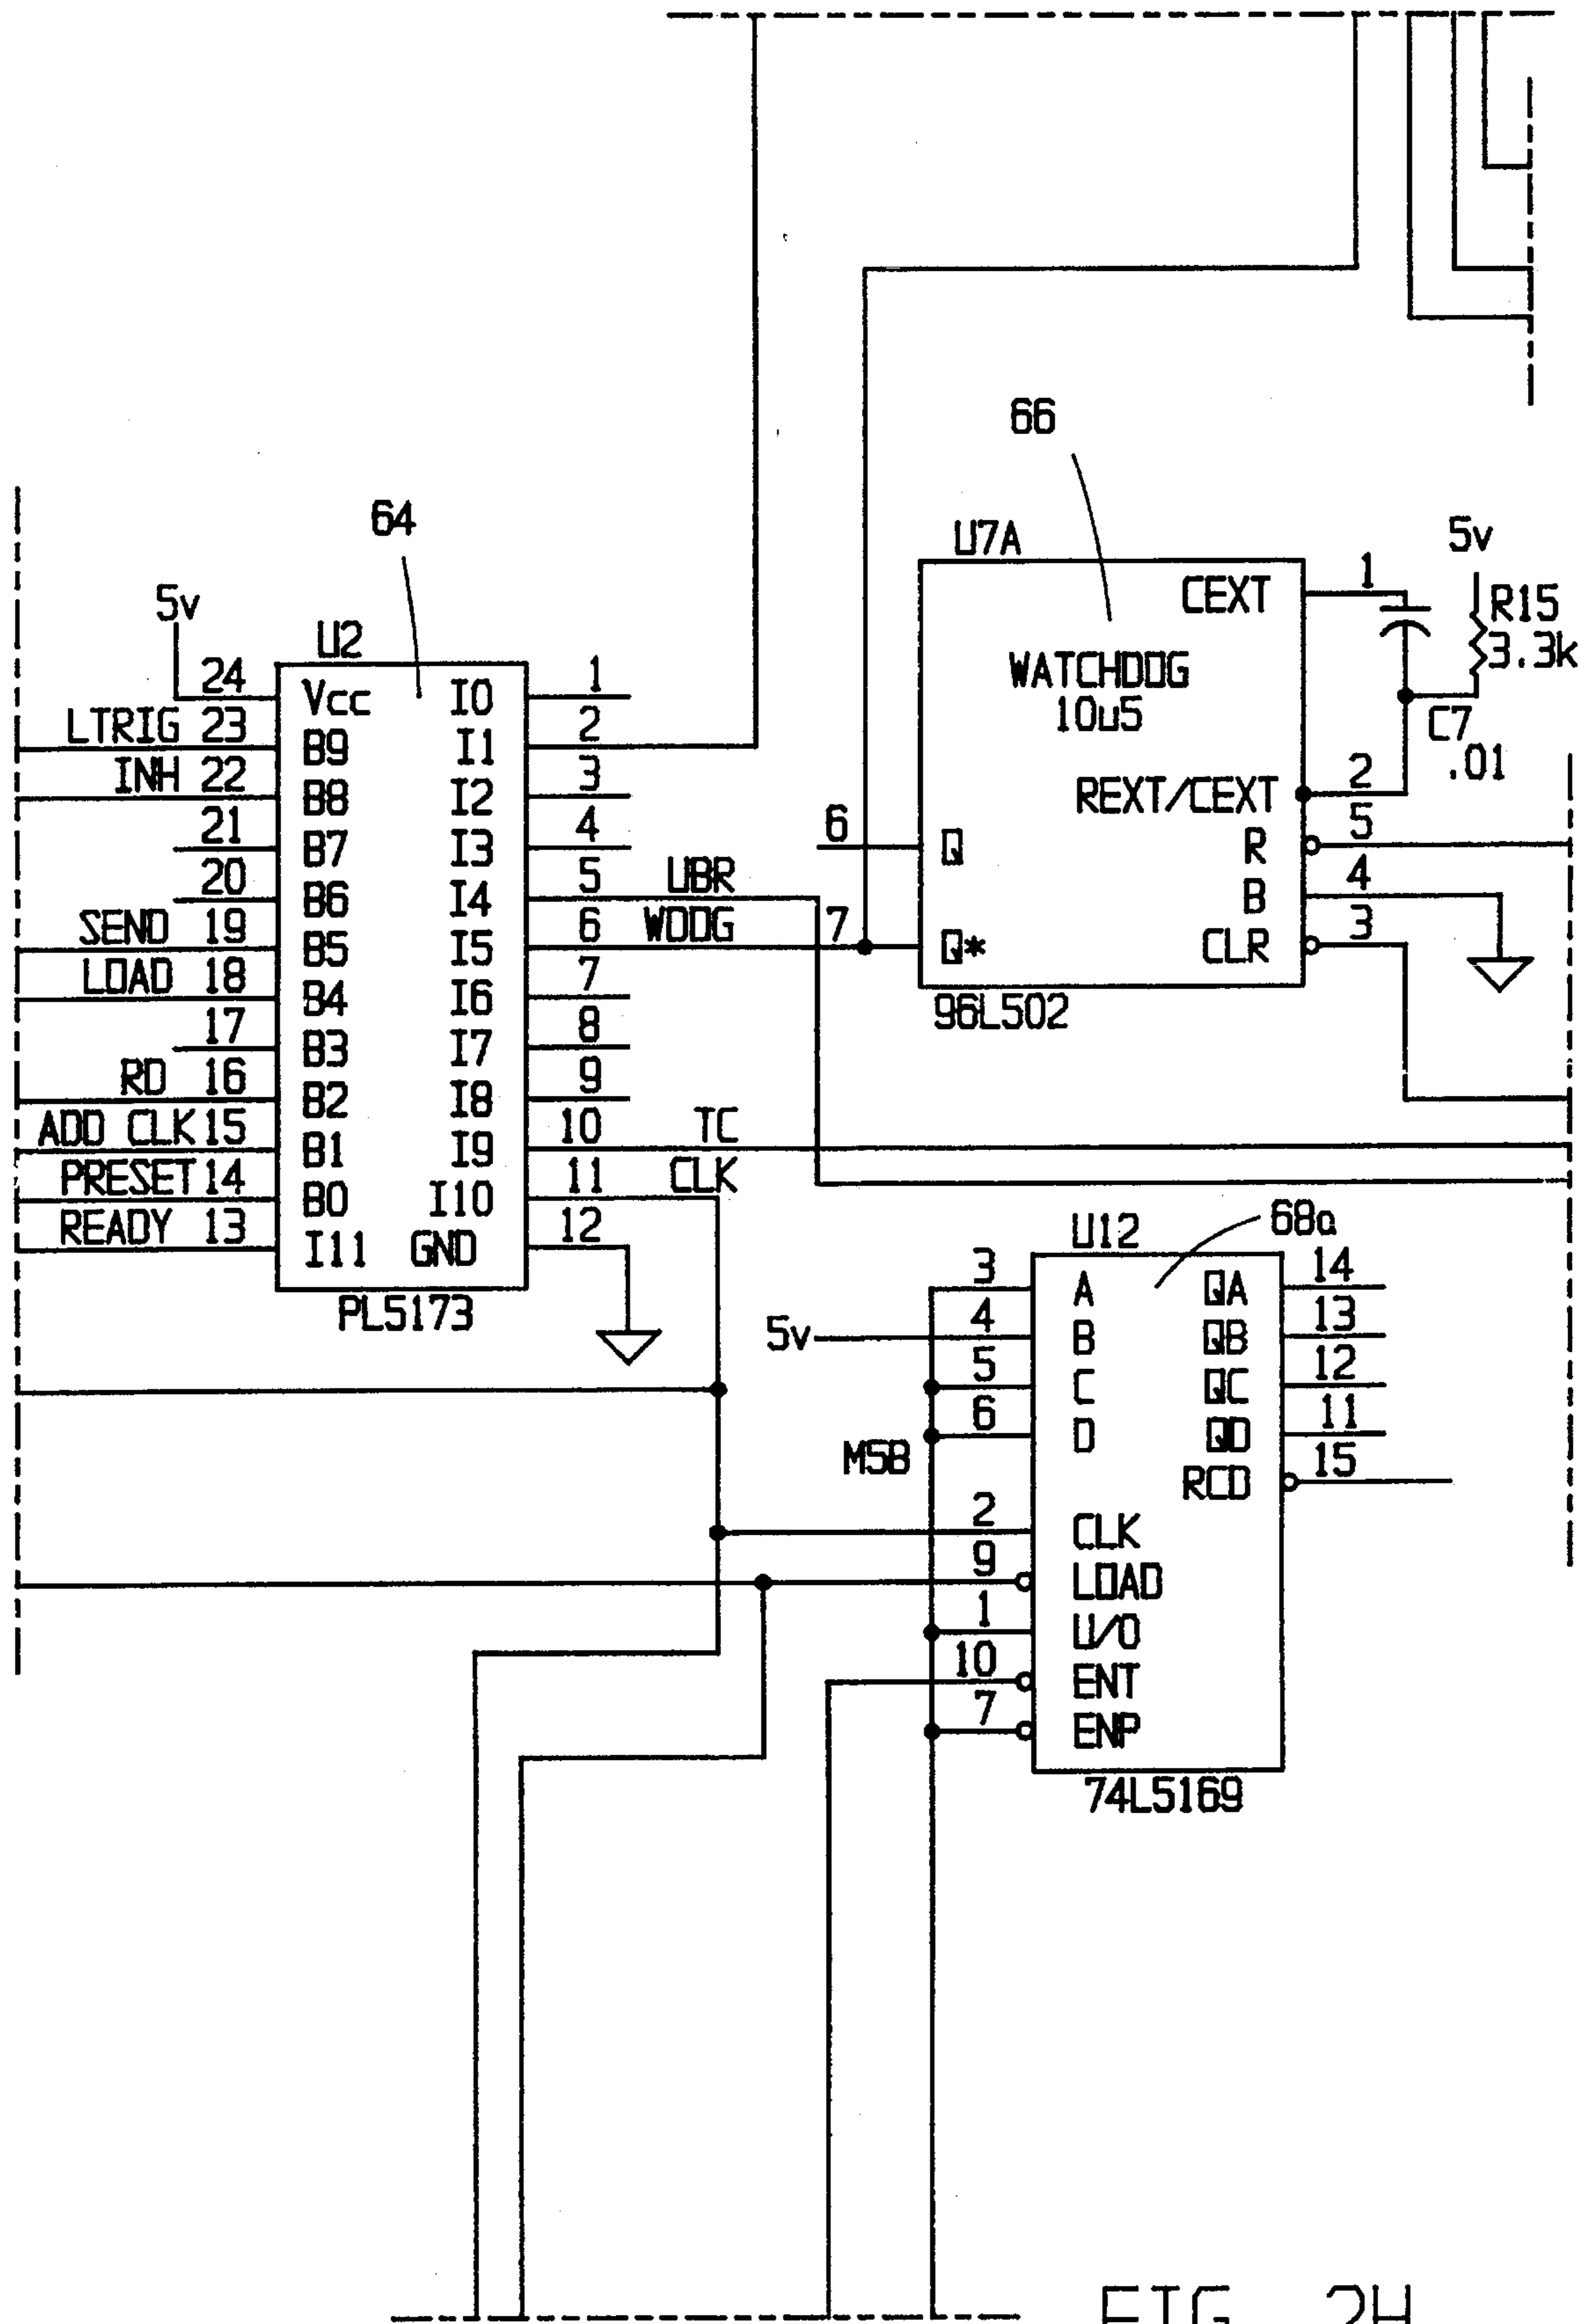 66
64
U7A
5v
CEXT
1
R15
3.3k
WATCHDOG
10u5
C7
.01
REXT/CEXT
2
6
Q
R
5
B
4
UBR
WDDG
7
Q*
CLR
3
96L502
5v
U2
24
Vcc
I0
1
LTRIG 23
B9
I1
2
INH 22
B8
I2
3
21
B7
I3
4
20
B6
I4
5
SEND 19
B5
I5
6
LOAD 18
B4
I6
7
17
B3
I7
8
RD 16
B2
I8
9
ADD CLK 15
B1
I9
10
TC
PRESET 14
B0
I10
11
CLK
READY 13
I11
GND
12
PL5173
U12
68a
3
A
QA
14
5v
4
B
QB
13
5
C
QC
12
6
D
QD
11
M5B
RCD
15
2
CLK
9
LOAD
1
U/O
10
ENT
7
ENP
74L5169
FIG. 2H